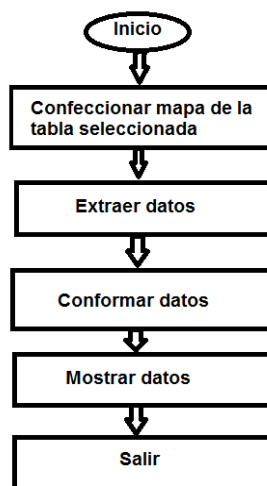 Inicio
Confeccionar mapa de la
tabla seleccionada
Extraer datos
Conformar datos
Mostrar datos
Salir